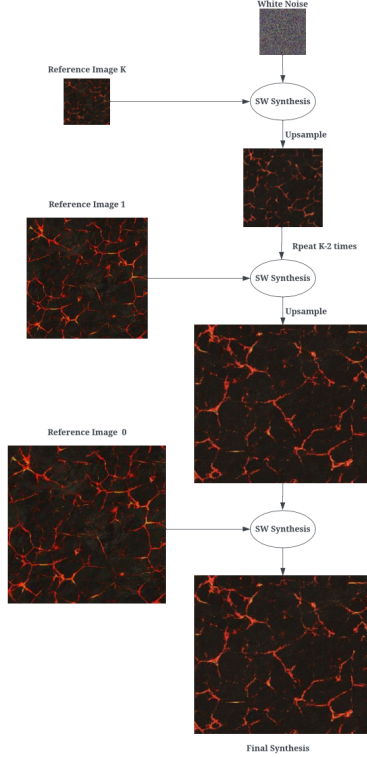 White Noise
Reference Image K
SW Synthesis
Upsample
Reference Image 1
Rpeat K-2 times
SW Synthesis
Upsample
Reference Image 0
SW Synthesis
Final Synthesis